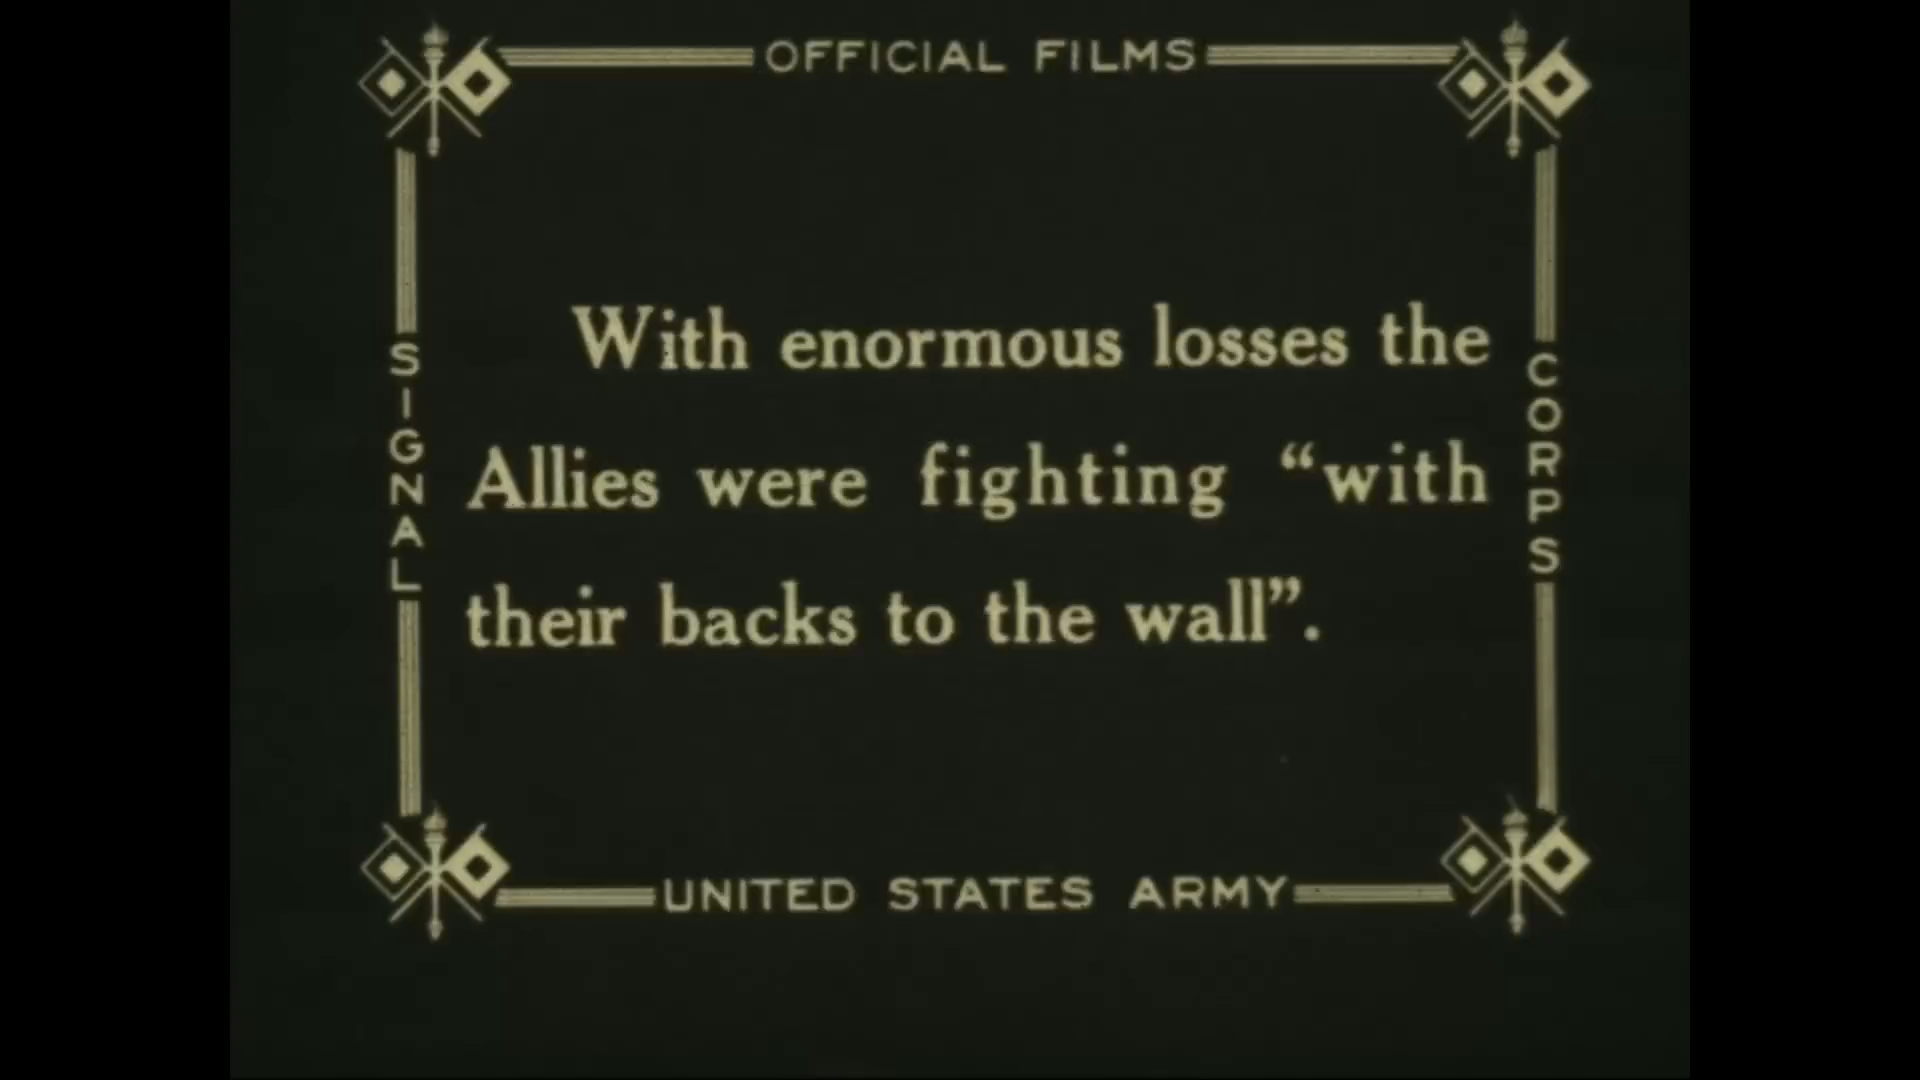 OFFICIAL FILMS
SIGNAL
With enormous losses the
Allies were fighting “with
their backs to the wall”.
CORPS
UNITED STATES ARMY